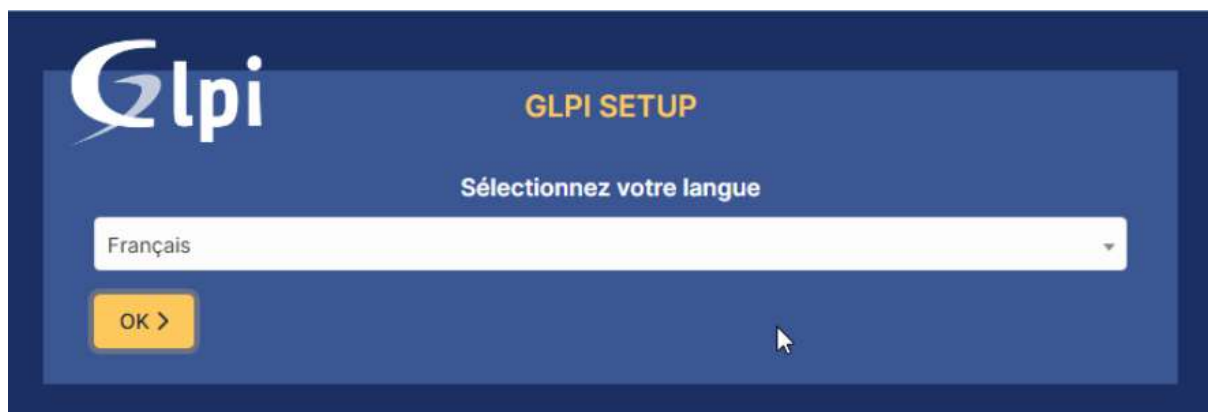 Glpi
GLPI SETUP
Sélectionnez votre langue
Français
OK >